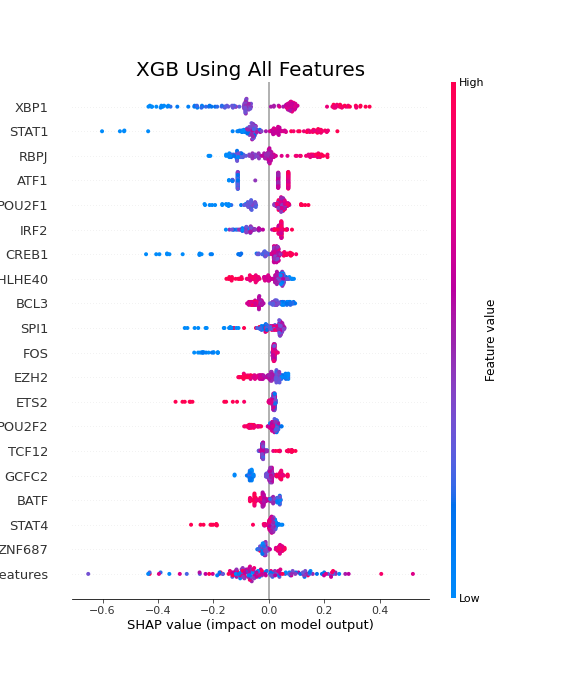 XGB Using All Features
High
XBP1
STAT1
RBPJ
ATF1
POU2F1
IRF2
CREB1
HLHE40
BCL3
SPI1
FOS
EZH2
ETS2
POU2F2
TCF12
GCFC2
BATF
STAT4
ZNF687
eatures
Feature value
Low
−0.6 −0.4 −0.2 0.0 0.2 0.4
SHAP value (impact on model output)